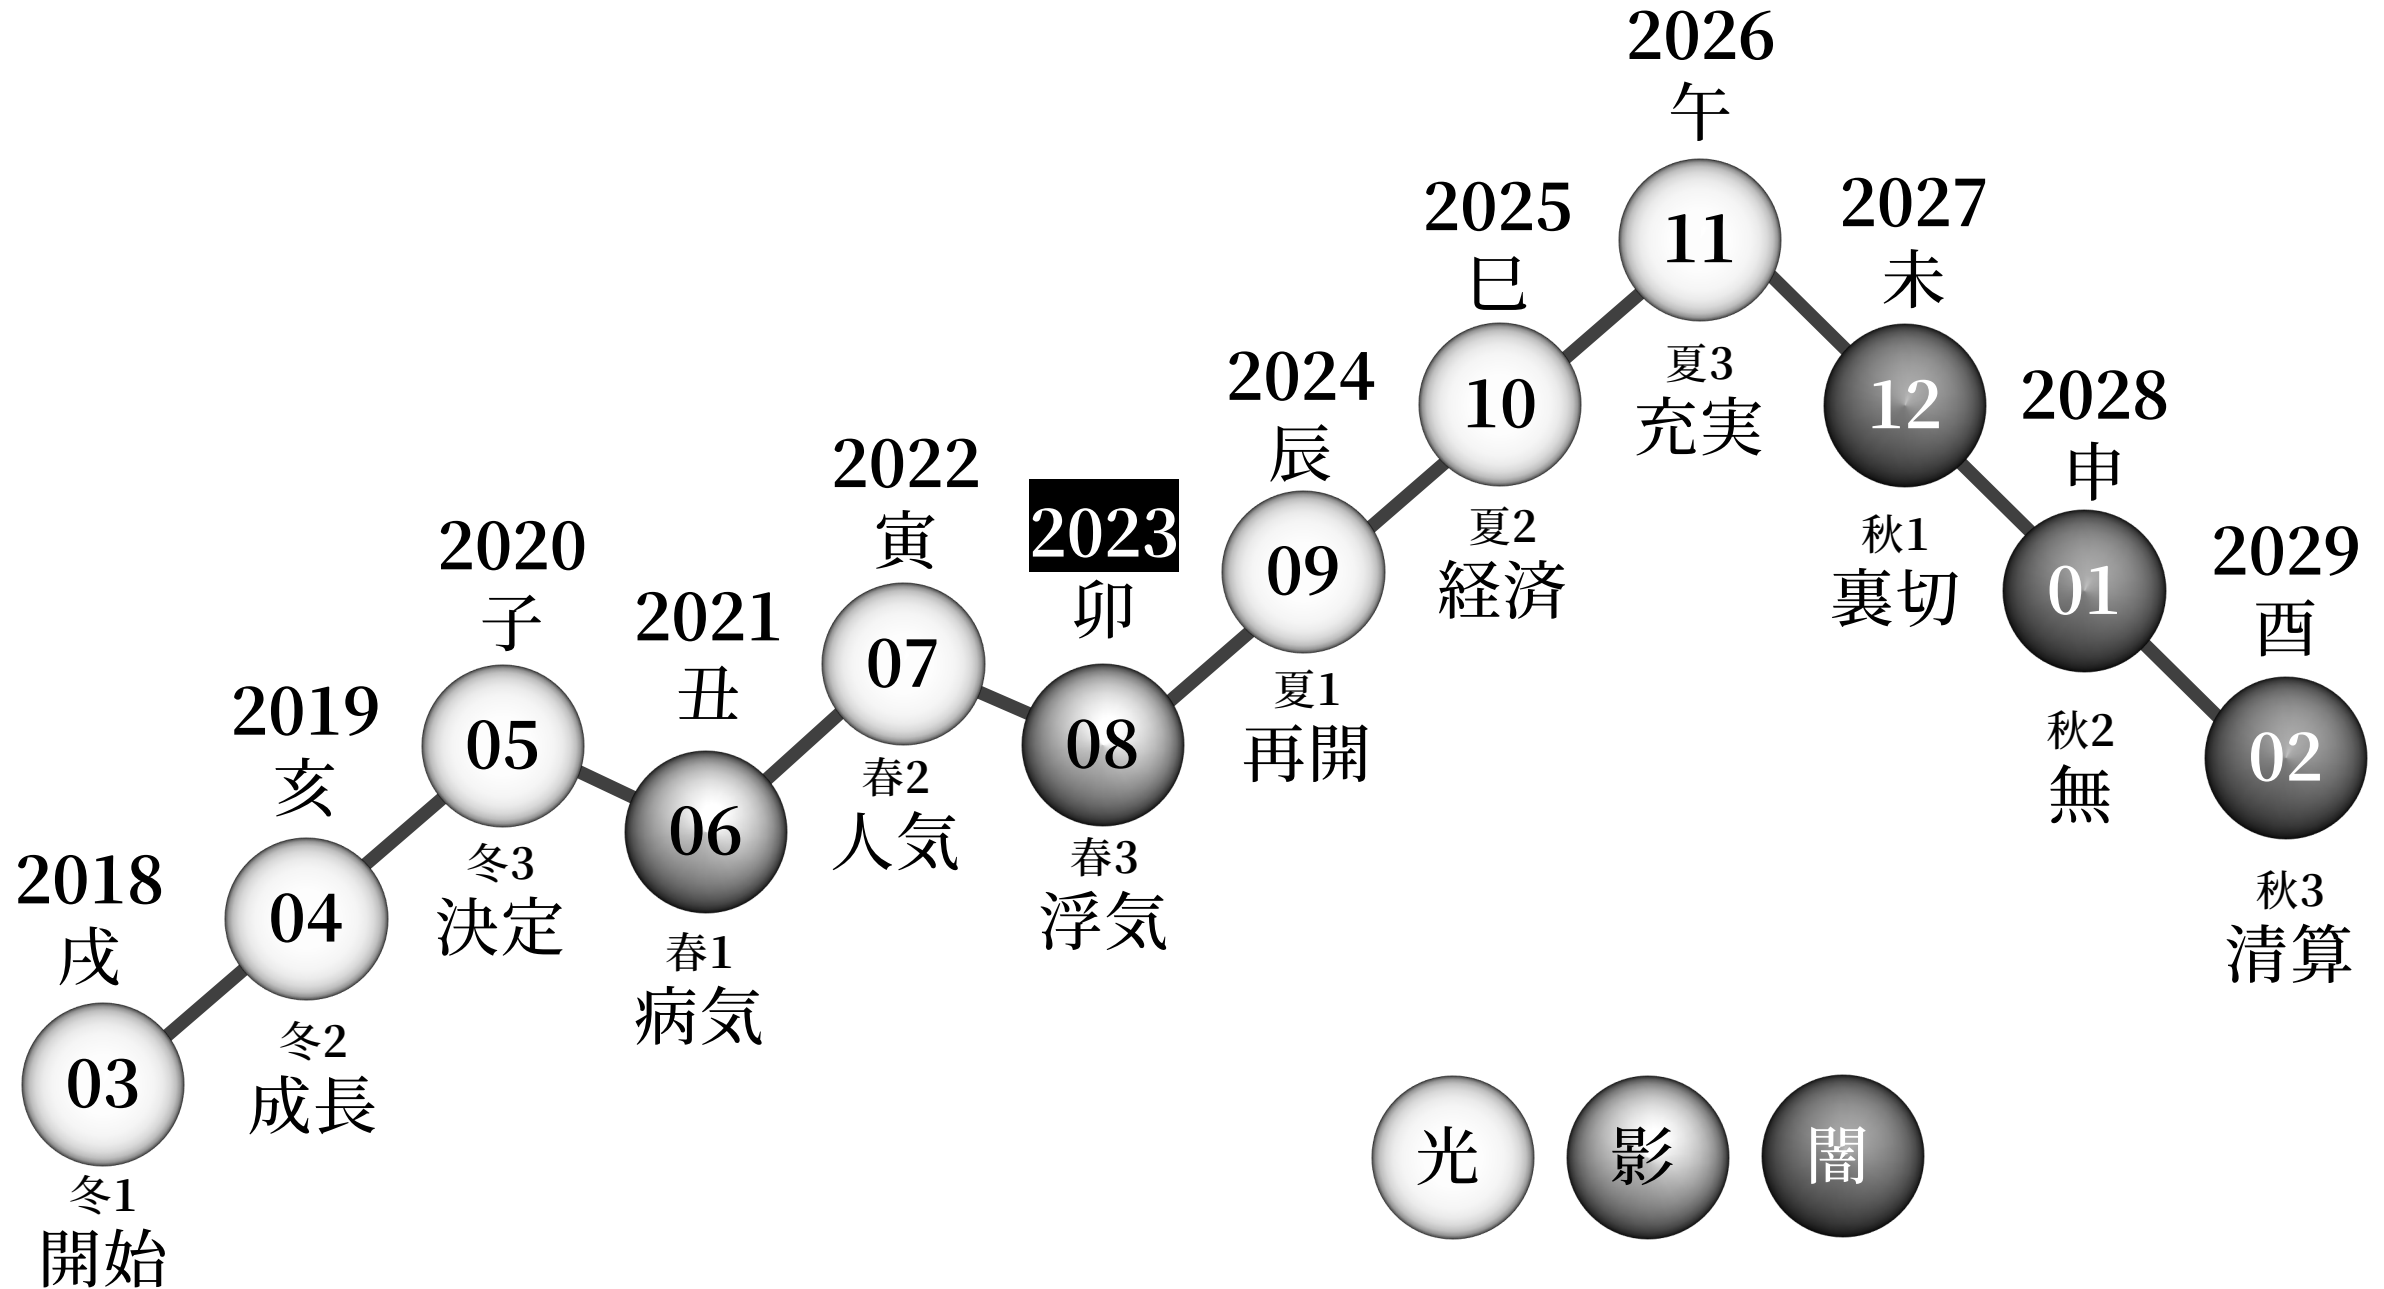 2018
戌
03
冬1
開始
2019
亥
04
冬2
成長
2020
子
05
冬3
決定
2021
丑
06
春1
病気
2022
寅
07
春2
人気
2023
卯
08
春3
浮気
2024
辰
09
夏1
再開
2025
巳
10
夏2
経済
2026
午
11
夏3
充実
2027
未
12
秋1
裏切
2028
申
01
秋2
無
2029
酉
02
秋3
清算
光
影
闇